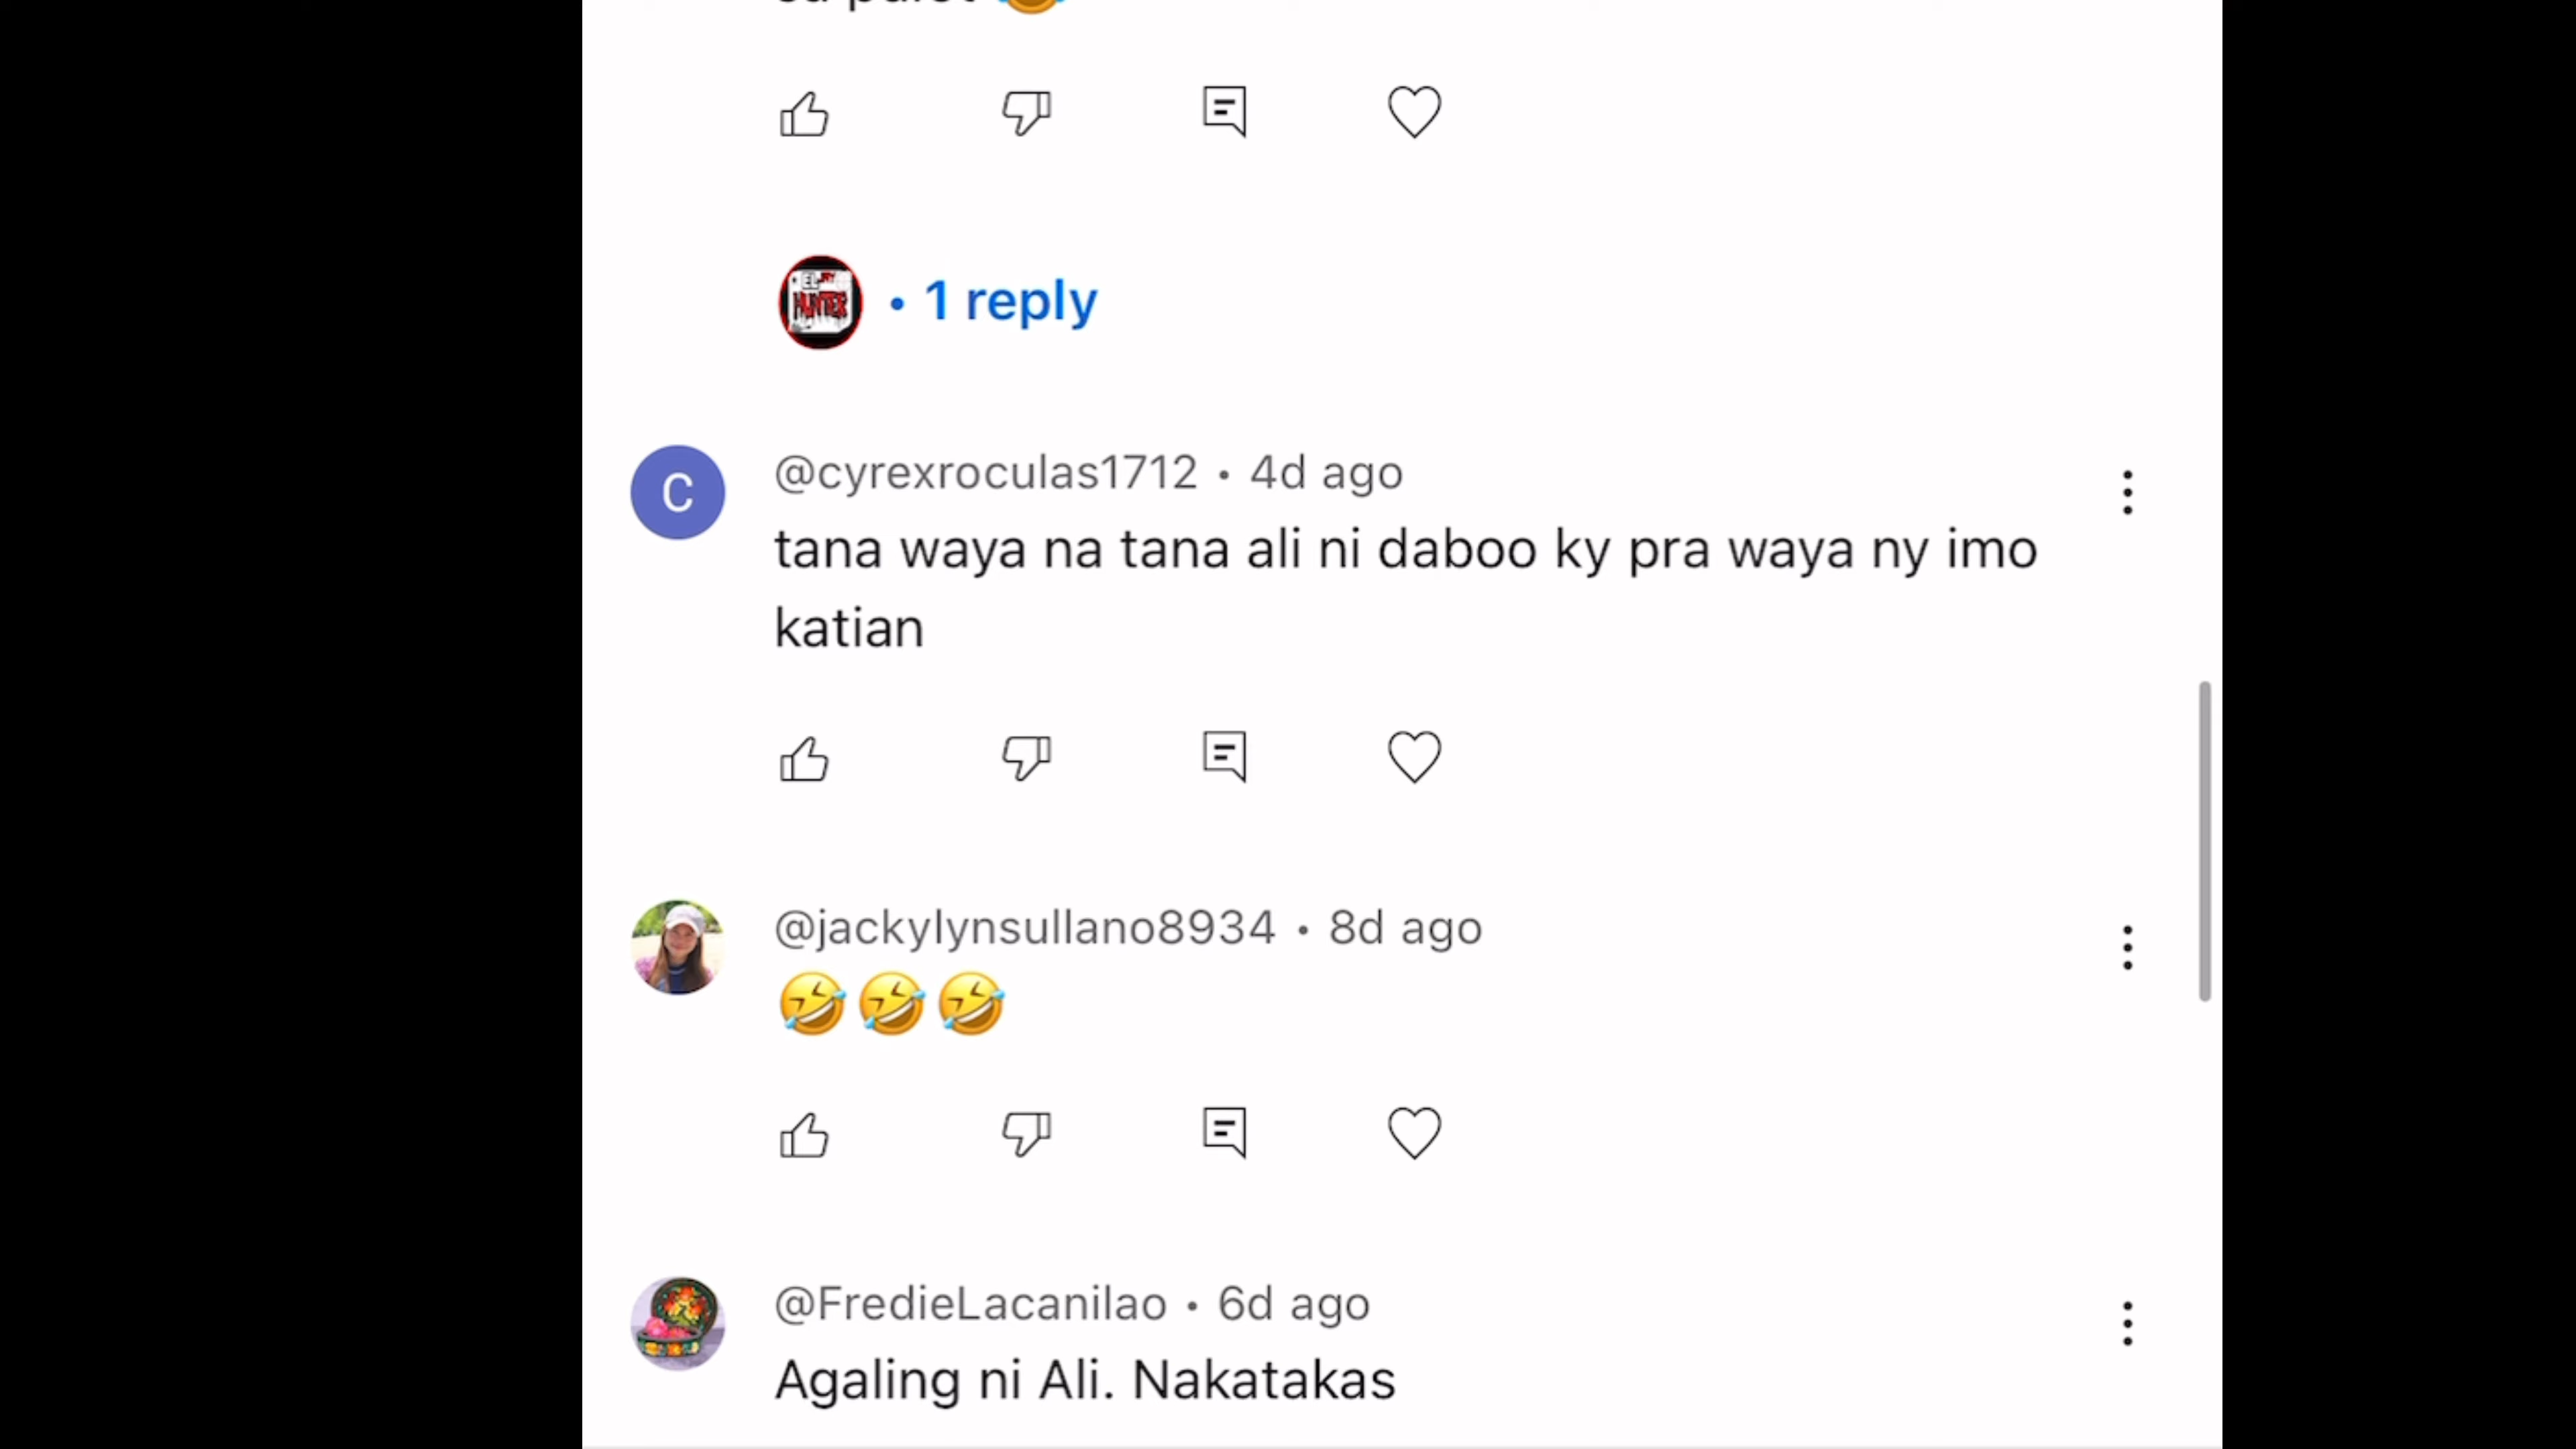 • 1 reply
C @cyrexroculas1712 • 4d ago
tana waya na tana ali ni daboo ky pra waya ny imo
katian
@jackylynsullano8934 • 8d ago
🤣🤣🤣
@FredieLacanilao • 6d ago
Agaling ni Ali. Nakatakas